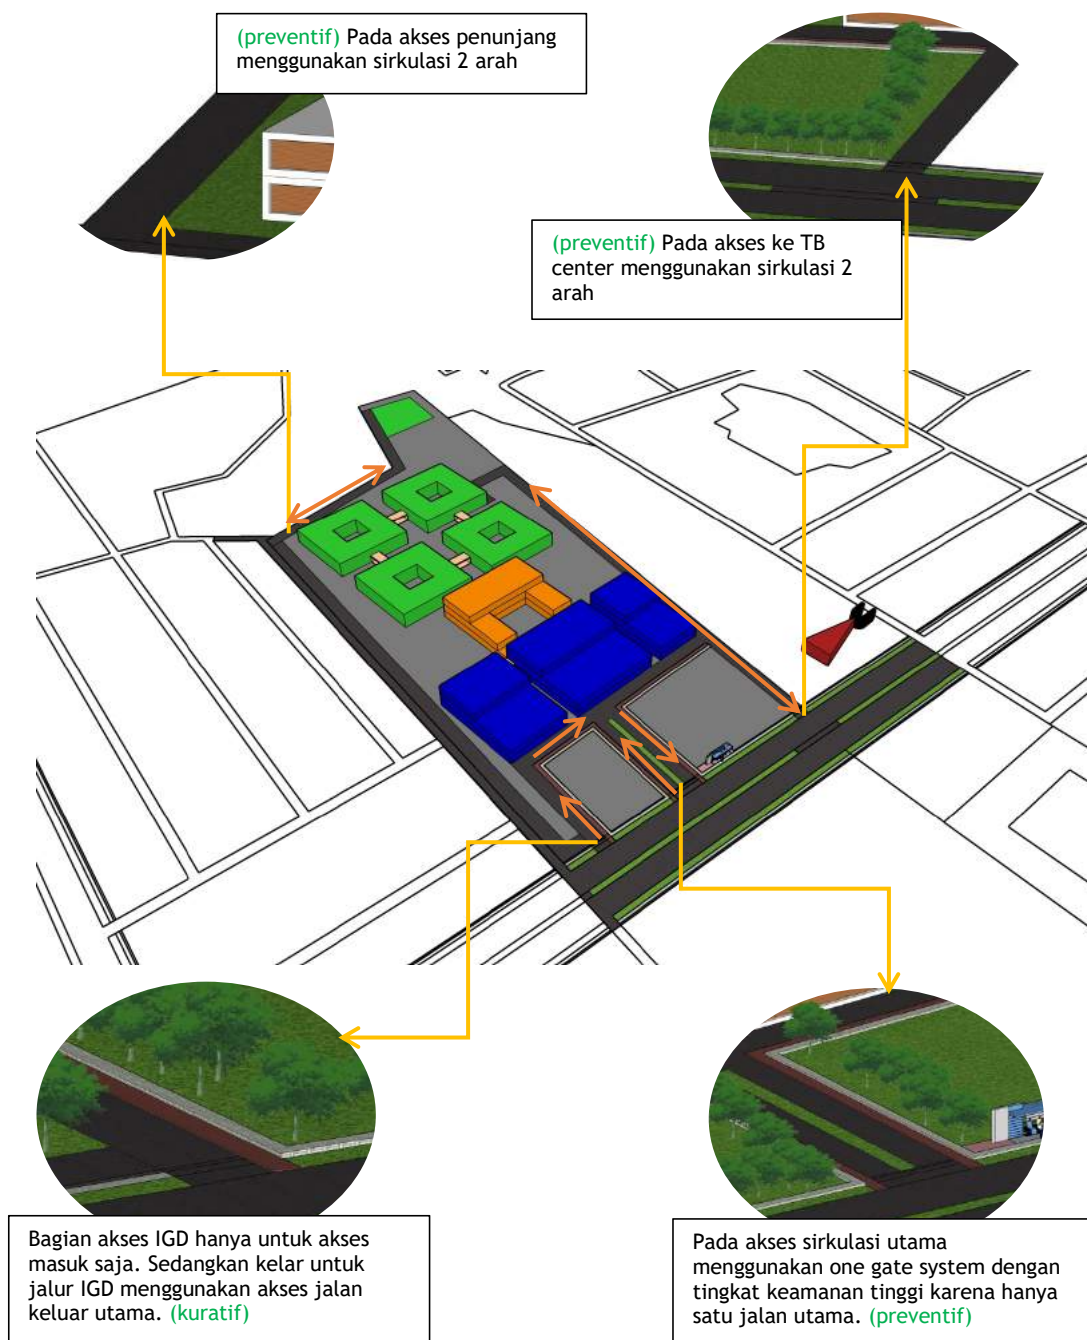 (preventif) Pada akses penunjang
menggunakan sirkulasi 2 arah
(preventif) Pada akses ke TB
center menggunakan sirkulasi 2
arah
Bagian akses IGD hanya untuk akses
masuk saja. Sedangkan kelar untuk
jalur IGD menggunakan akses jalan
keluar utama. (kuratif)
Pada akses sirkulasi utama
menggunakan one gate system dengan
tingkat keamanan tinggi karena hanya
satu jalan utama. (preventif)